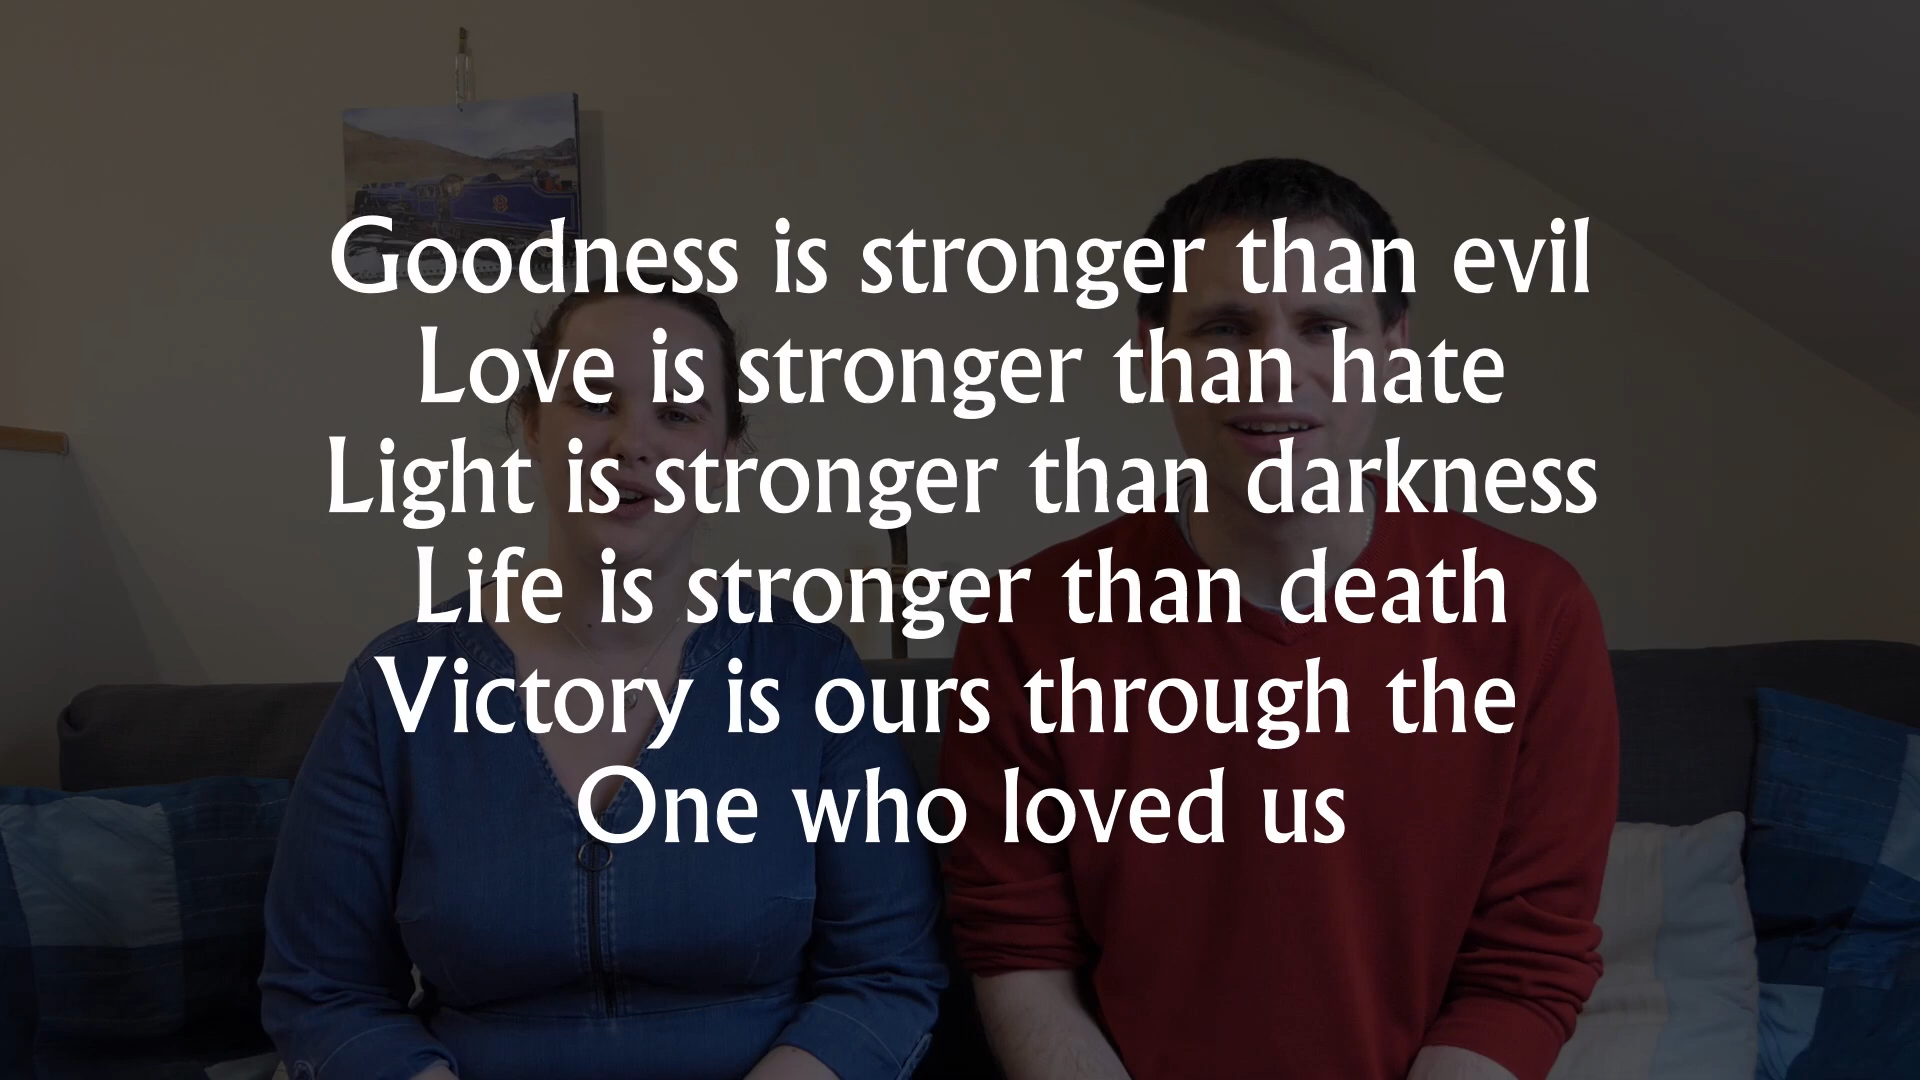 Goodness is stronger than evil
Love is stronger than hate
Light is stronger than darkness
Life is stronger than death
Victory is ours through the
One who loved us